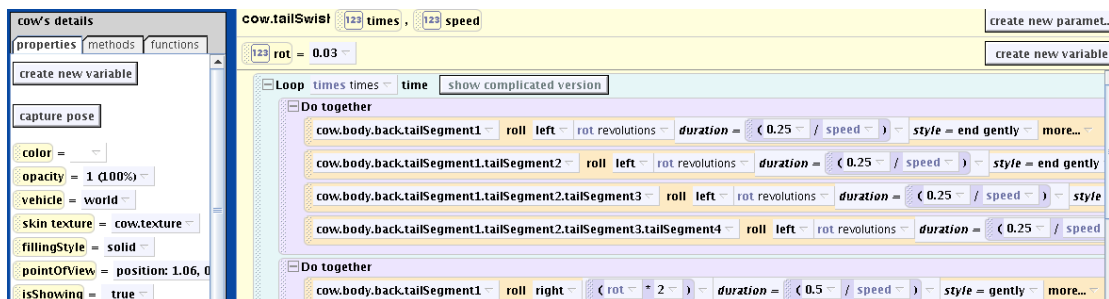 cow's details
properties methods functions
create new variable
capture pose
color =
opacity = 1 (100%)
vehicle = world
skin texture = cow.texture
fillingStyle = solid
pointOfView = position: 1.06, 0
isShowing = true
cow.tailSwist 123 times , 123 speed
create new paramet..
123 rot = 0.03
create new variable
Loop times times time show complicated version
Do together
cow.body.back.tailSegment1 roll left rot revolutions duration = ( 0.25 / speed ) style = end gently more...
cow.body.back.tailSegment1.tailSegment2 roll left rot revolutions duration = ( 0.25 / speed ) style = end gently
cow.body.back.tailSegment1.tailSegment2.tailSegment3 roll left rot revolutions duration = ( 0.25 / speed ) style
cow.body.back.tailSegment1.tailSegment2.tailSegment3.tailSegment4 roll left rot revolutions duration = ( 0.25 / speed
Do together
cow.body.back.tailSegment1 roll right ( rot * 2 ) duration = ( 0.5 / speed ) style = gently more...